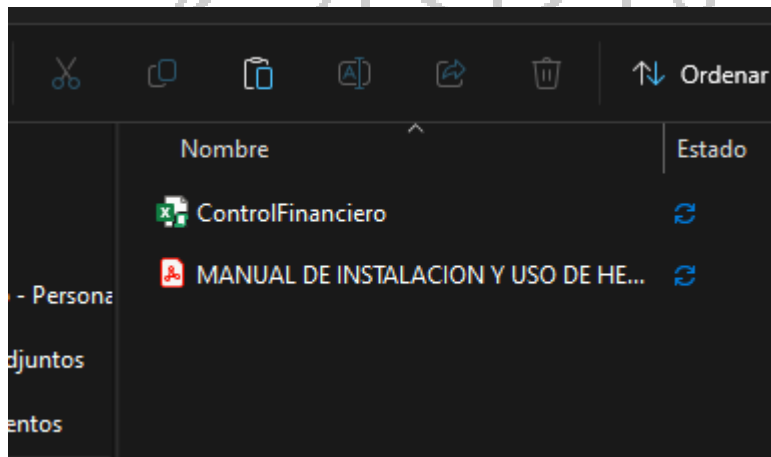 Ordenar
Nombre
Estado
ControlFinanciero
MANUAL DE INSTALACION Y USO DE HE...
- Persona
djuntos
entos